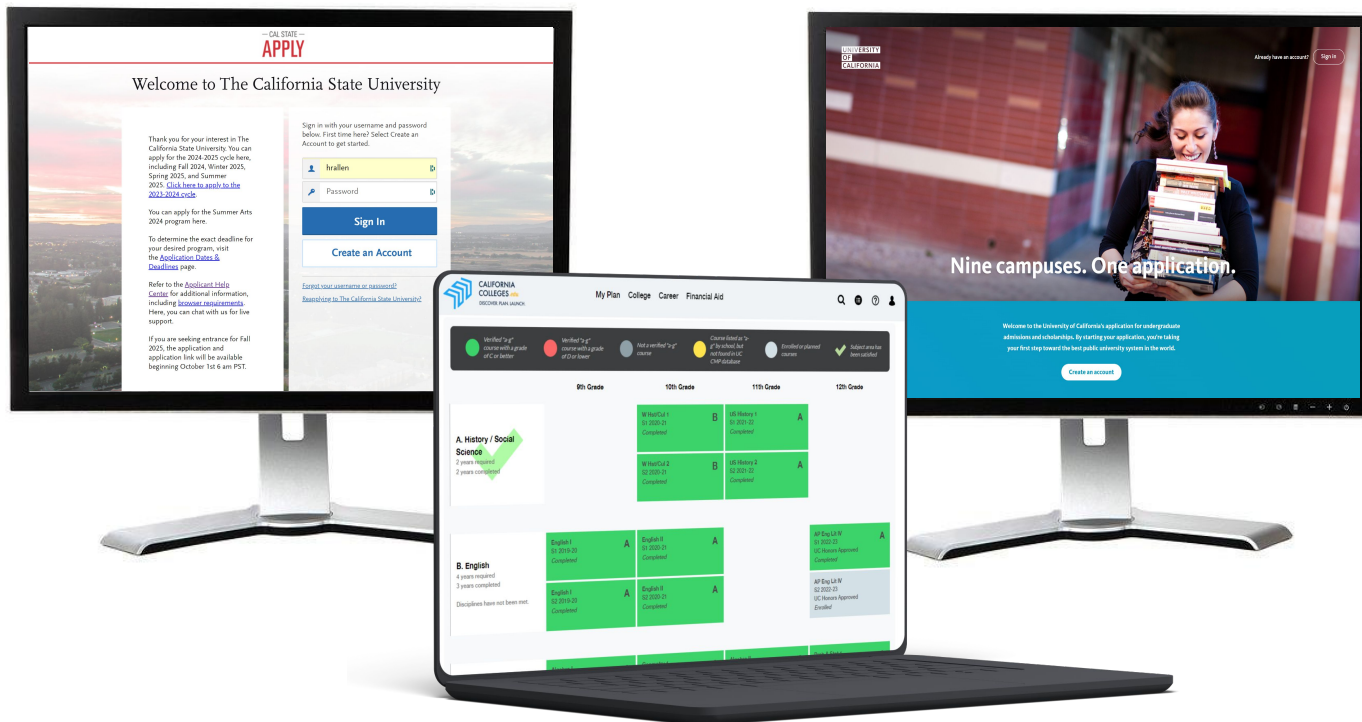 — CAL STATE —
APPLY
Welcome to The California State University
Thank you for your interest in The
California State University. You can
apply for the 2024-2025 cycle here,
including Fall 2024, Winter 2025,
Spring 2025, and Summer
2025. Click here to apply to the
2023-2024 cycle.
You can apply for the Summer Arts
2024 program here.
To determine the exact deadline for
your desired program, visit
the Application Dates &
Deadlines page.
Refer to the Applicant Help
Center for additional information,
including browser requirements.
Here, you can chat with us for live
support.
If you are seeking entrance for Fall
2025, the application and
application link will be available
beginning October 1st 6 am PST.
Sign in with your username and password
below. First time here? Select Create an
Account to get started.
hrallen
Password
Sign In
Create an Account
Forgot your username or password?
Reapplying to The California State University?
UNIVERSITY
OF
CALIFORNIA
Already have an account?
Sign in
Nine campuses. One application.
Welcome to the University of California's application for undergraduate
admissions and scholarships. By starting your application, you're taking
your first step toward the best public university system in the world.
Create an account
CALIFORNIA
COLLEGES
DISCOVER. PLAN. LAUNCH.
My Plan College Career Financial Aid
Verified "a-g"
course with a grade
of C or better
Verified "a-g"
course with a grade
of D or lower
Not a verified "a-g"
course
Course listed as "a-
g" by school, but
not found in UC
CMP database
Enrolled or planned
courses
Subject area has
been satisfied
9th Grade 10th Grade 11th Grade 12th Grade
A. History / Social
Science
2 years required
2 years completed
W Hist/Cul 1 B
S1 2020-21
Completed
US History 1 A
S1 2021-22
Completed
W Hist/Cul 2 B
S2 2020-21
Completed
US History 2 A
S2 2021-22
Completed
B. English
4 years required
3 years completed
Disciplines have not been met.
English I A
S1 2019-20
Completed
English II A
S1 2020-21
Completed
AP Eng Lit IV A
S1 2022-23
UC Honors Approved
Completed
English I A
S2 2019-20
Completed
English II A
S2 2020-21
Completed
AP Eng Lit IV
S2 2022-23
UC Honors Approved
Enrolled